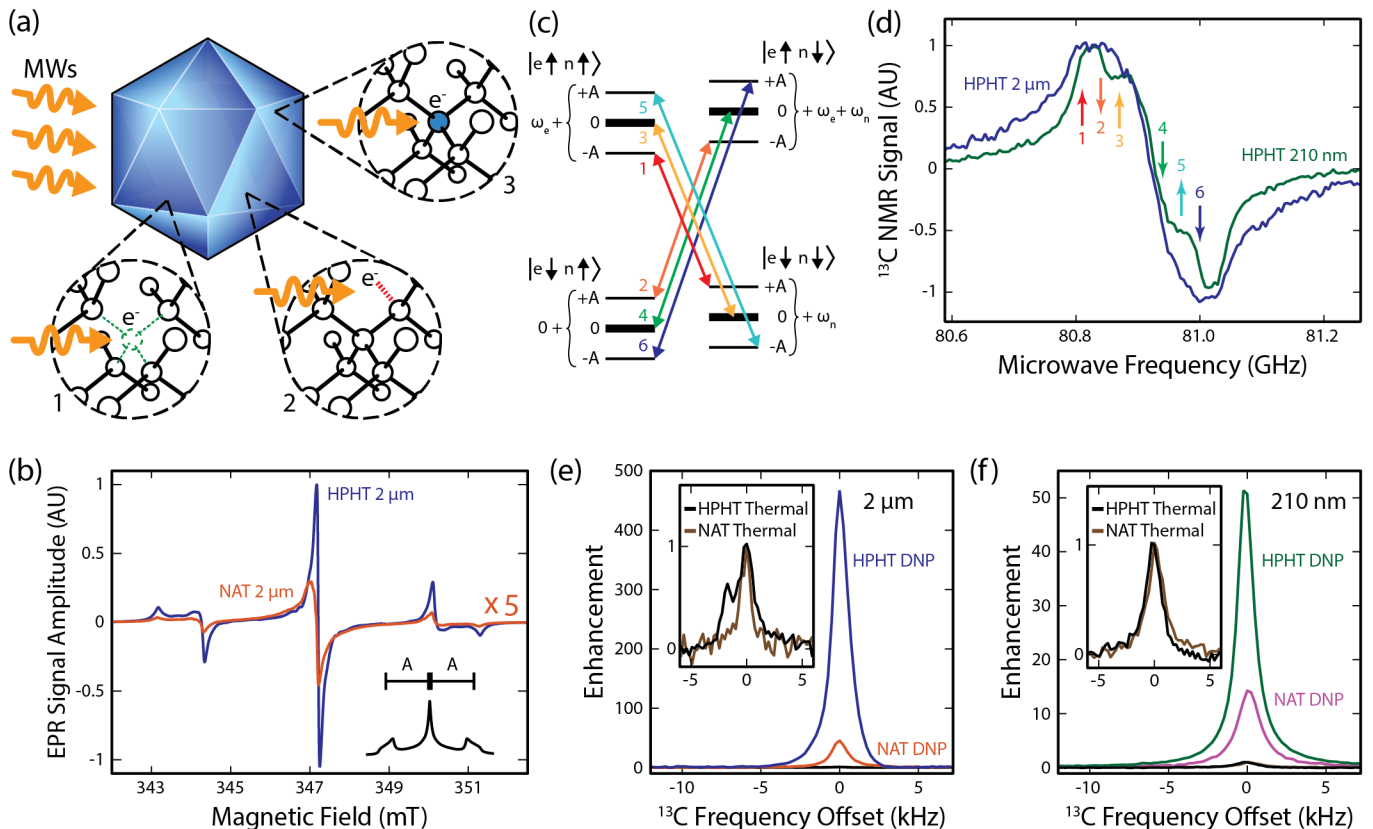 (a)
MWs
e-
3
e-
1
e-
2
(b)
EPR Signal Amplitude (AU)
1
0.5
0
-0.5
-1
HPHT 2 μm
NAT 2 μm
x 5
A A
343 345 347 349 351
Magnetic Field (mT)
(c)
|e↑ n↑⟩
ωe + { +A 0 -A
5
3
1
|e↑ n↓⟩
+A 0 -A } + ωe + ωn
|e↓ n↑⟩
0 + { +A 0 -A
2
4
6
|e↓ n↓⟩
+A 0 -A } + ωn
(d)
13C NMR Signal (AU)
1
0.5
0
-0.5
-1
HPHT 2 μm
HPHT 210 nm
1 2 3 4 5 6
80.6 80.8 81.0 81.2
Microwave Frequency (GHz)
(e)
Enhancement
500
400
300
200
100
0
HPHT Thermal
NAT Thermal
1
0
-5 0 5
2 μm
HPHT DNP
NAT DNP
-10 -5 0 5
13C Frequency Offset (kHz)
(f)
Enhancement
50
40
30
20
10
0
HPHT Thermal
NAT Thermal
1
0
-5 0 5
210 nm
HPHT DNP
NAT DNP
-10 -5 0 5
13C Frequency Offset (kHz)